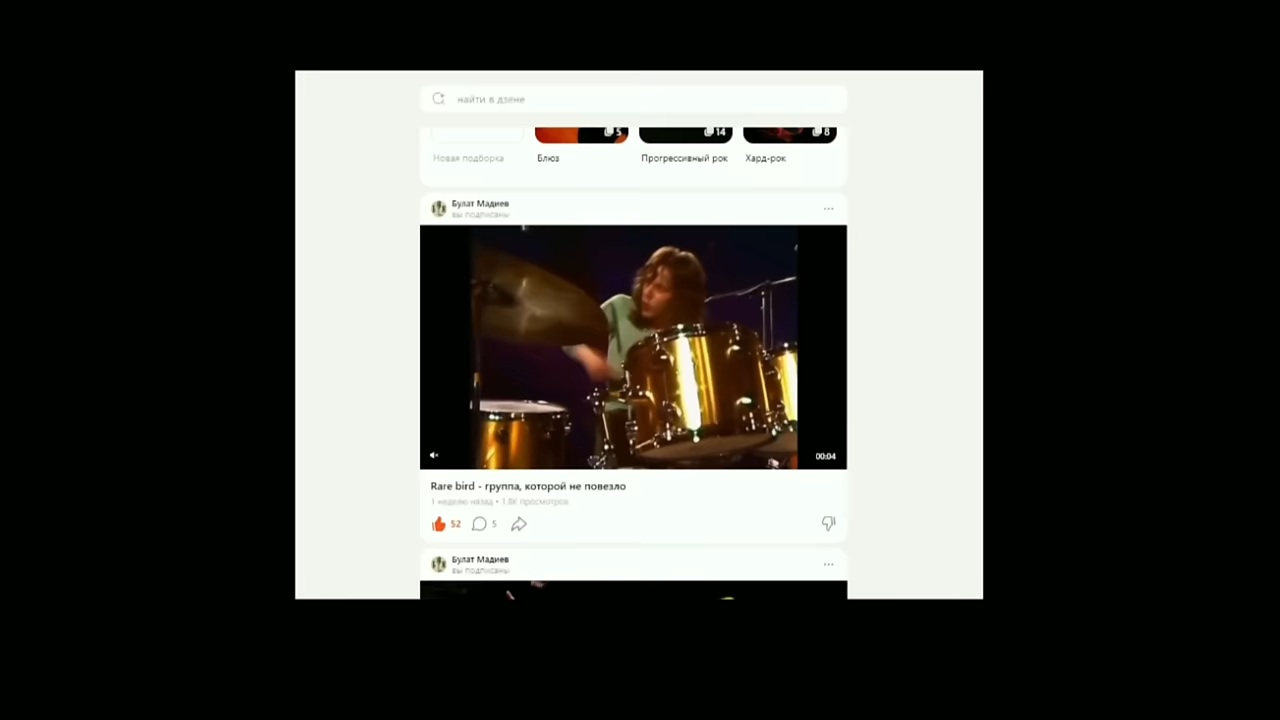 найти в дзене
5
14
8
Новая подборка
Блюз
Прогрессивный рок
Хард-рок
Булат Мадиев
вы подписаны
00:04
Rare bird - группа, которой не повезло
1 неделю назад • 1.8K просмотров
52
5
Булат Мадиев
вы подписаны